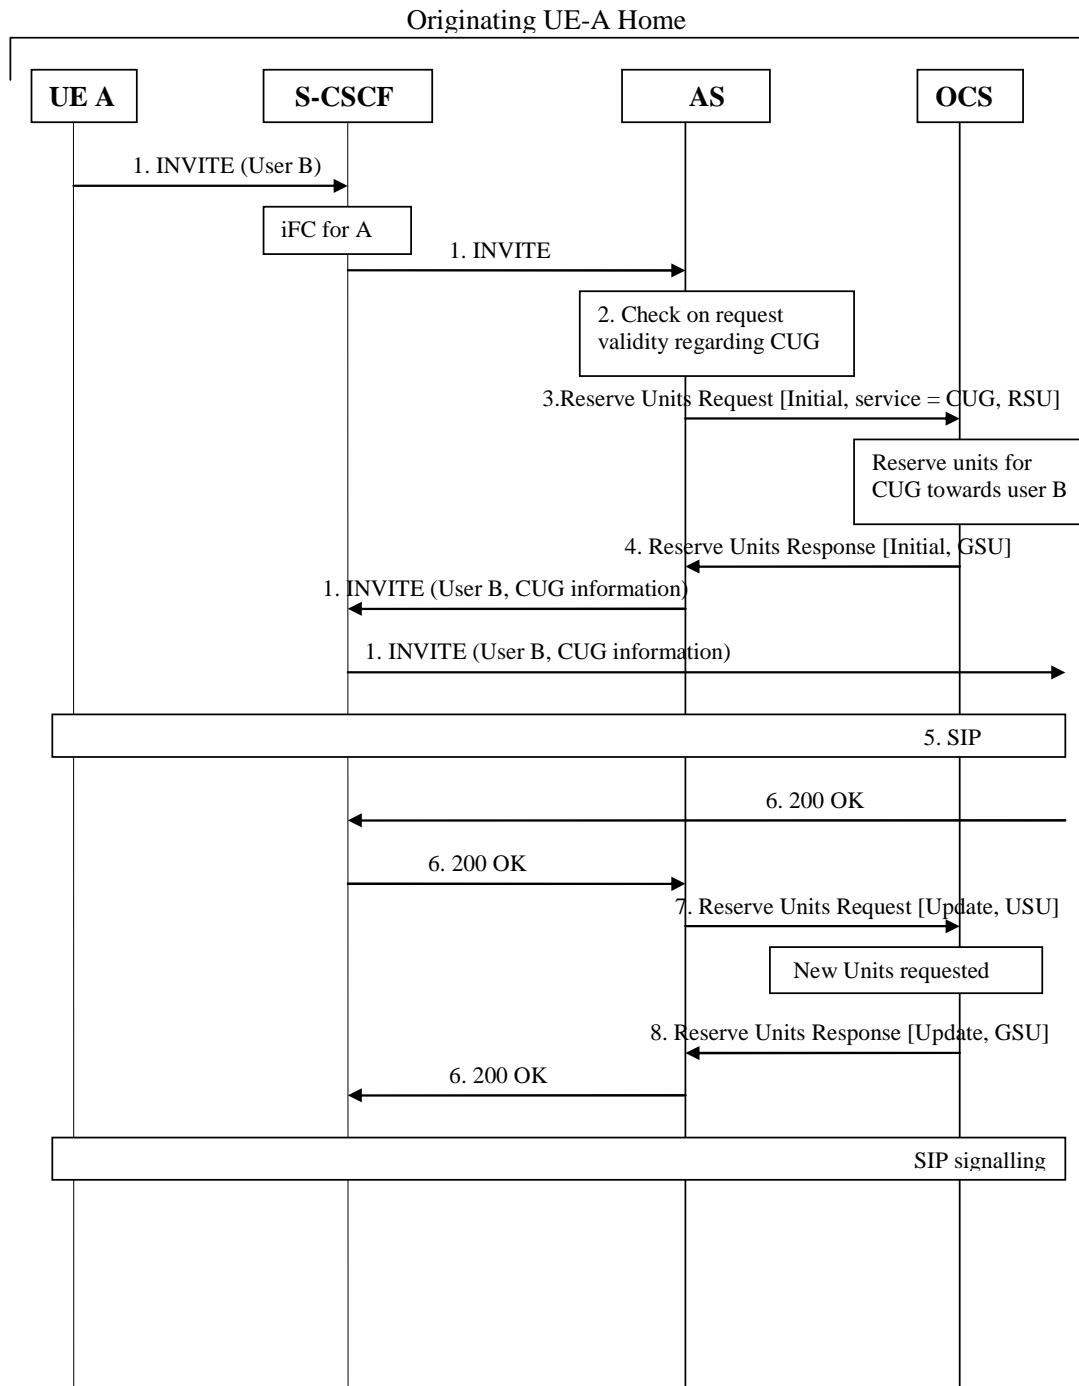 Originating UE-A Home
UE A
S-CSCF
AS
OCS
1. INVITE (User B)
iFC for A
1. INVITE
2. Check on request
validity regarding CUG
3.Reserve Units Request [Initial, service = CUG, RSU]
Reserve units for
CUG towards user B
4. Reserve Units Response [Initial, GSU]
1. INVITE (User B, CUG information)
1. INVITE (User B, CUG information)
5. SIP
6. 200 OK
6. 200 OK
7. Reserve Units Request [Update, USU]
New Units requested
8. Reserve Units Response [Update, GSU]
6. 200 OK
SIP signalling